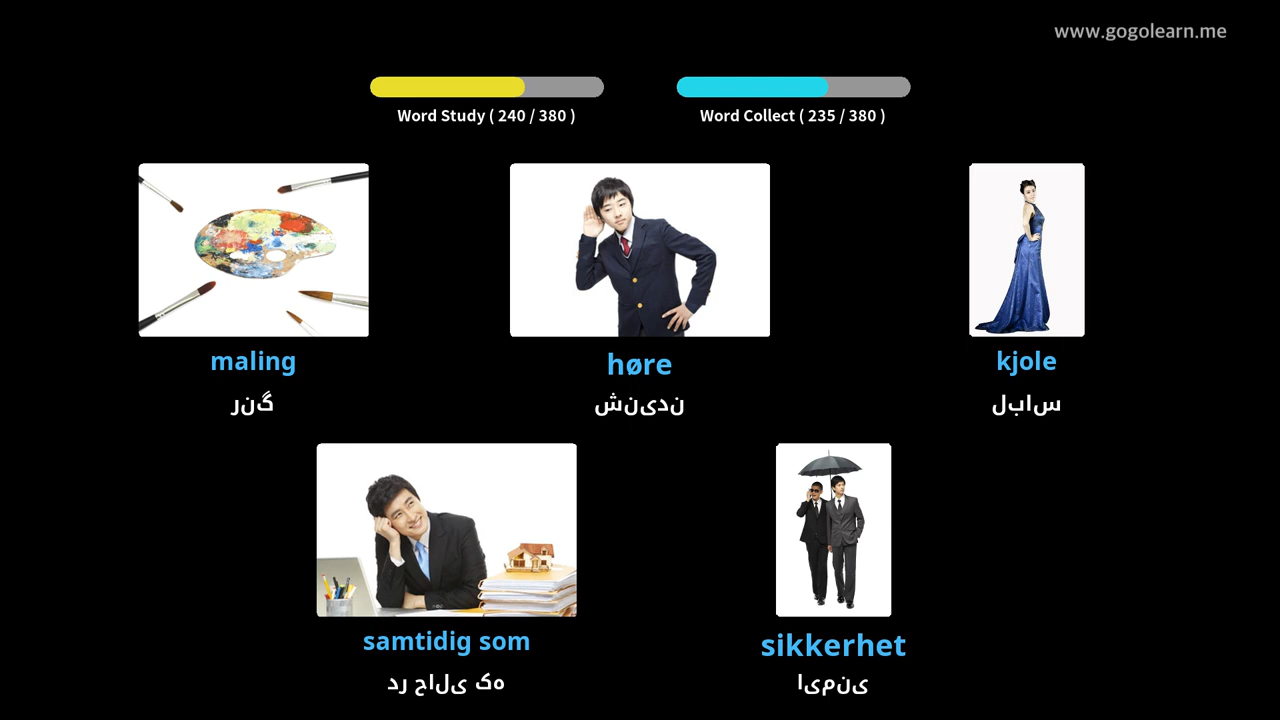 www.gogolearn.me
Word Study ( 240 / 380 )
Word Collect ( 235 / 380 )
maling
رنگ
høre
شنیدن
kjole
لباس
samtidig som
در حالی که
sikkerhet
ایمنی